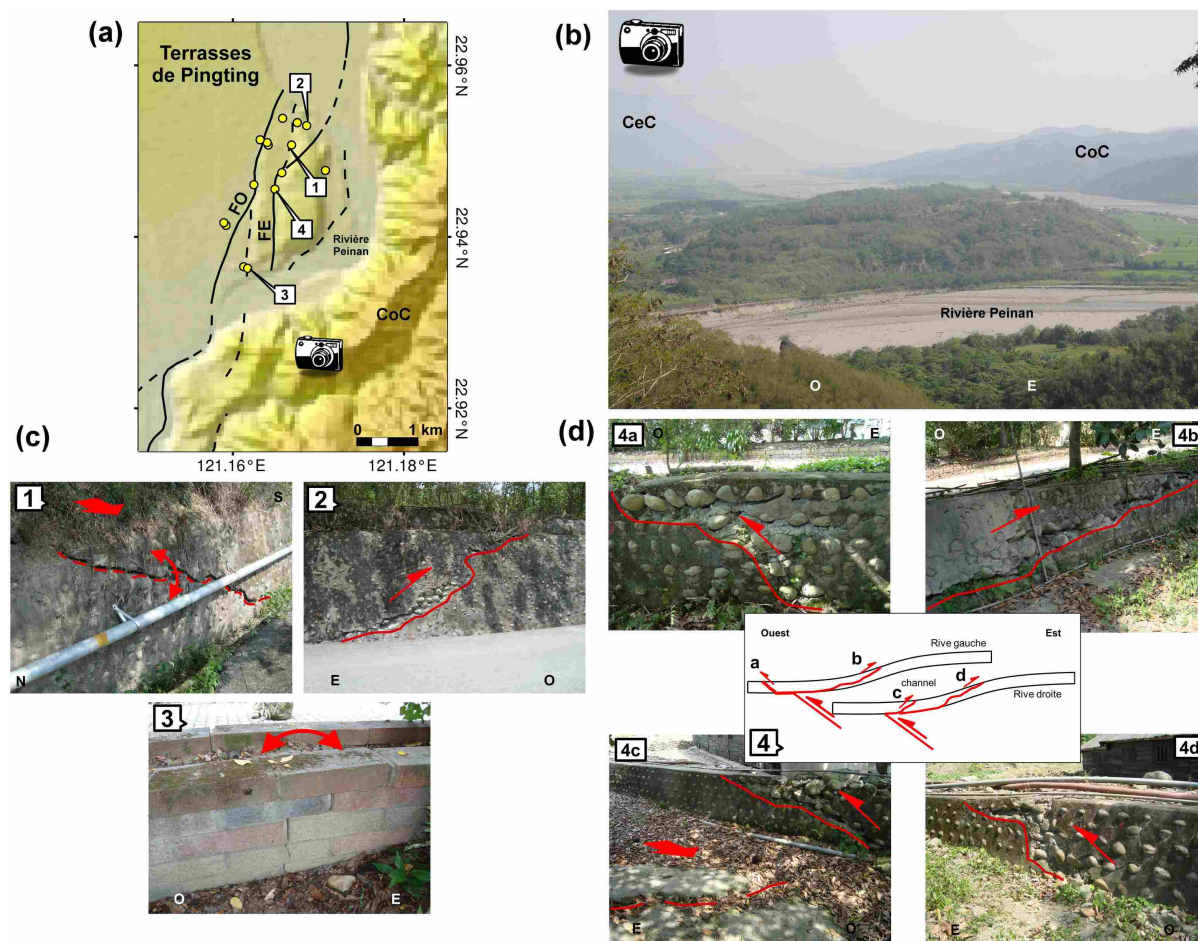 (a)
Terrasses
de Pingting
2
1
4
3
FO
FE
Rivière
Peinan
CoC
0 1 km
22.96°N
22.94°N
22.92°N
121.16°E
121.18°E
(b)
CeC
CoC
Rivière Peinan
O
E
(c)
1
S
N
2
E
O
3
O
E
(d)
4a
O
E
4b
O
E
Ouest
Est
Rive gauche
a
b
channel
c
d
Rive droite
4
4c
E
O
4d
E
O